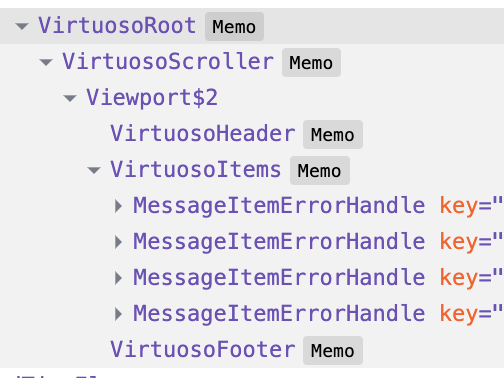 VirtuosoRoot Memo
VirtuosoScroller Memo
Viewport$2
VirtuosoHeader Memo
VirtuosoItems Memo
MessageItemErrorHandle key="
MessageItemErrorHandle key="
MessageItemErrorHandle key="
MessageItemErrorHandle key="
VirtuosoFooter Memo